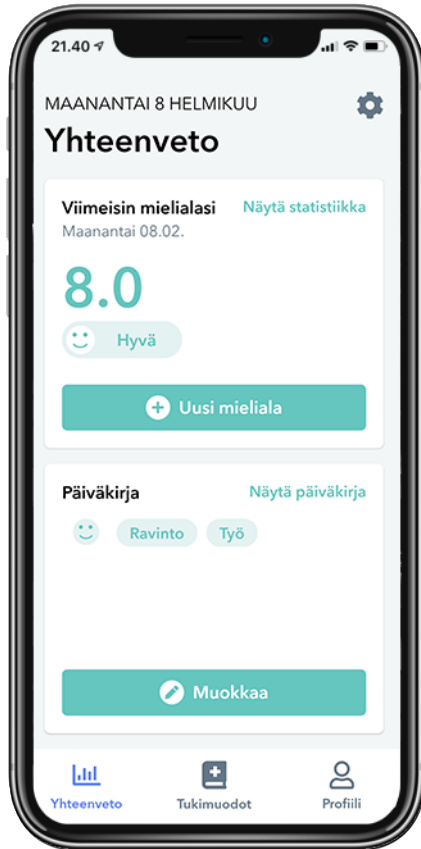 21.40
MAANANTAI 8 HELMIKUU
Yhteenveto
Viimeisin mielialasi Näytä statistiikka
Maanantai 08.02.
8.0
Hyvä
Uusi mieliala
Päiväkirja Näytä päiväkirja
Ravinto Työ
Muokkaa
Yhteenveto Tukimuodot Profiili